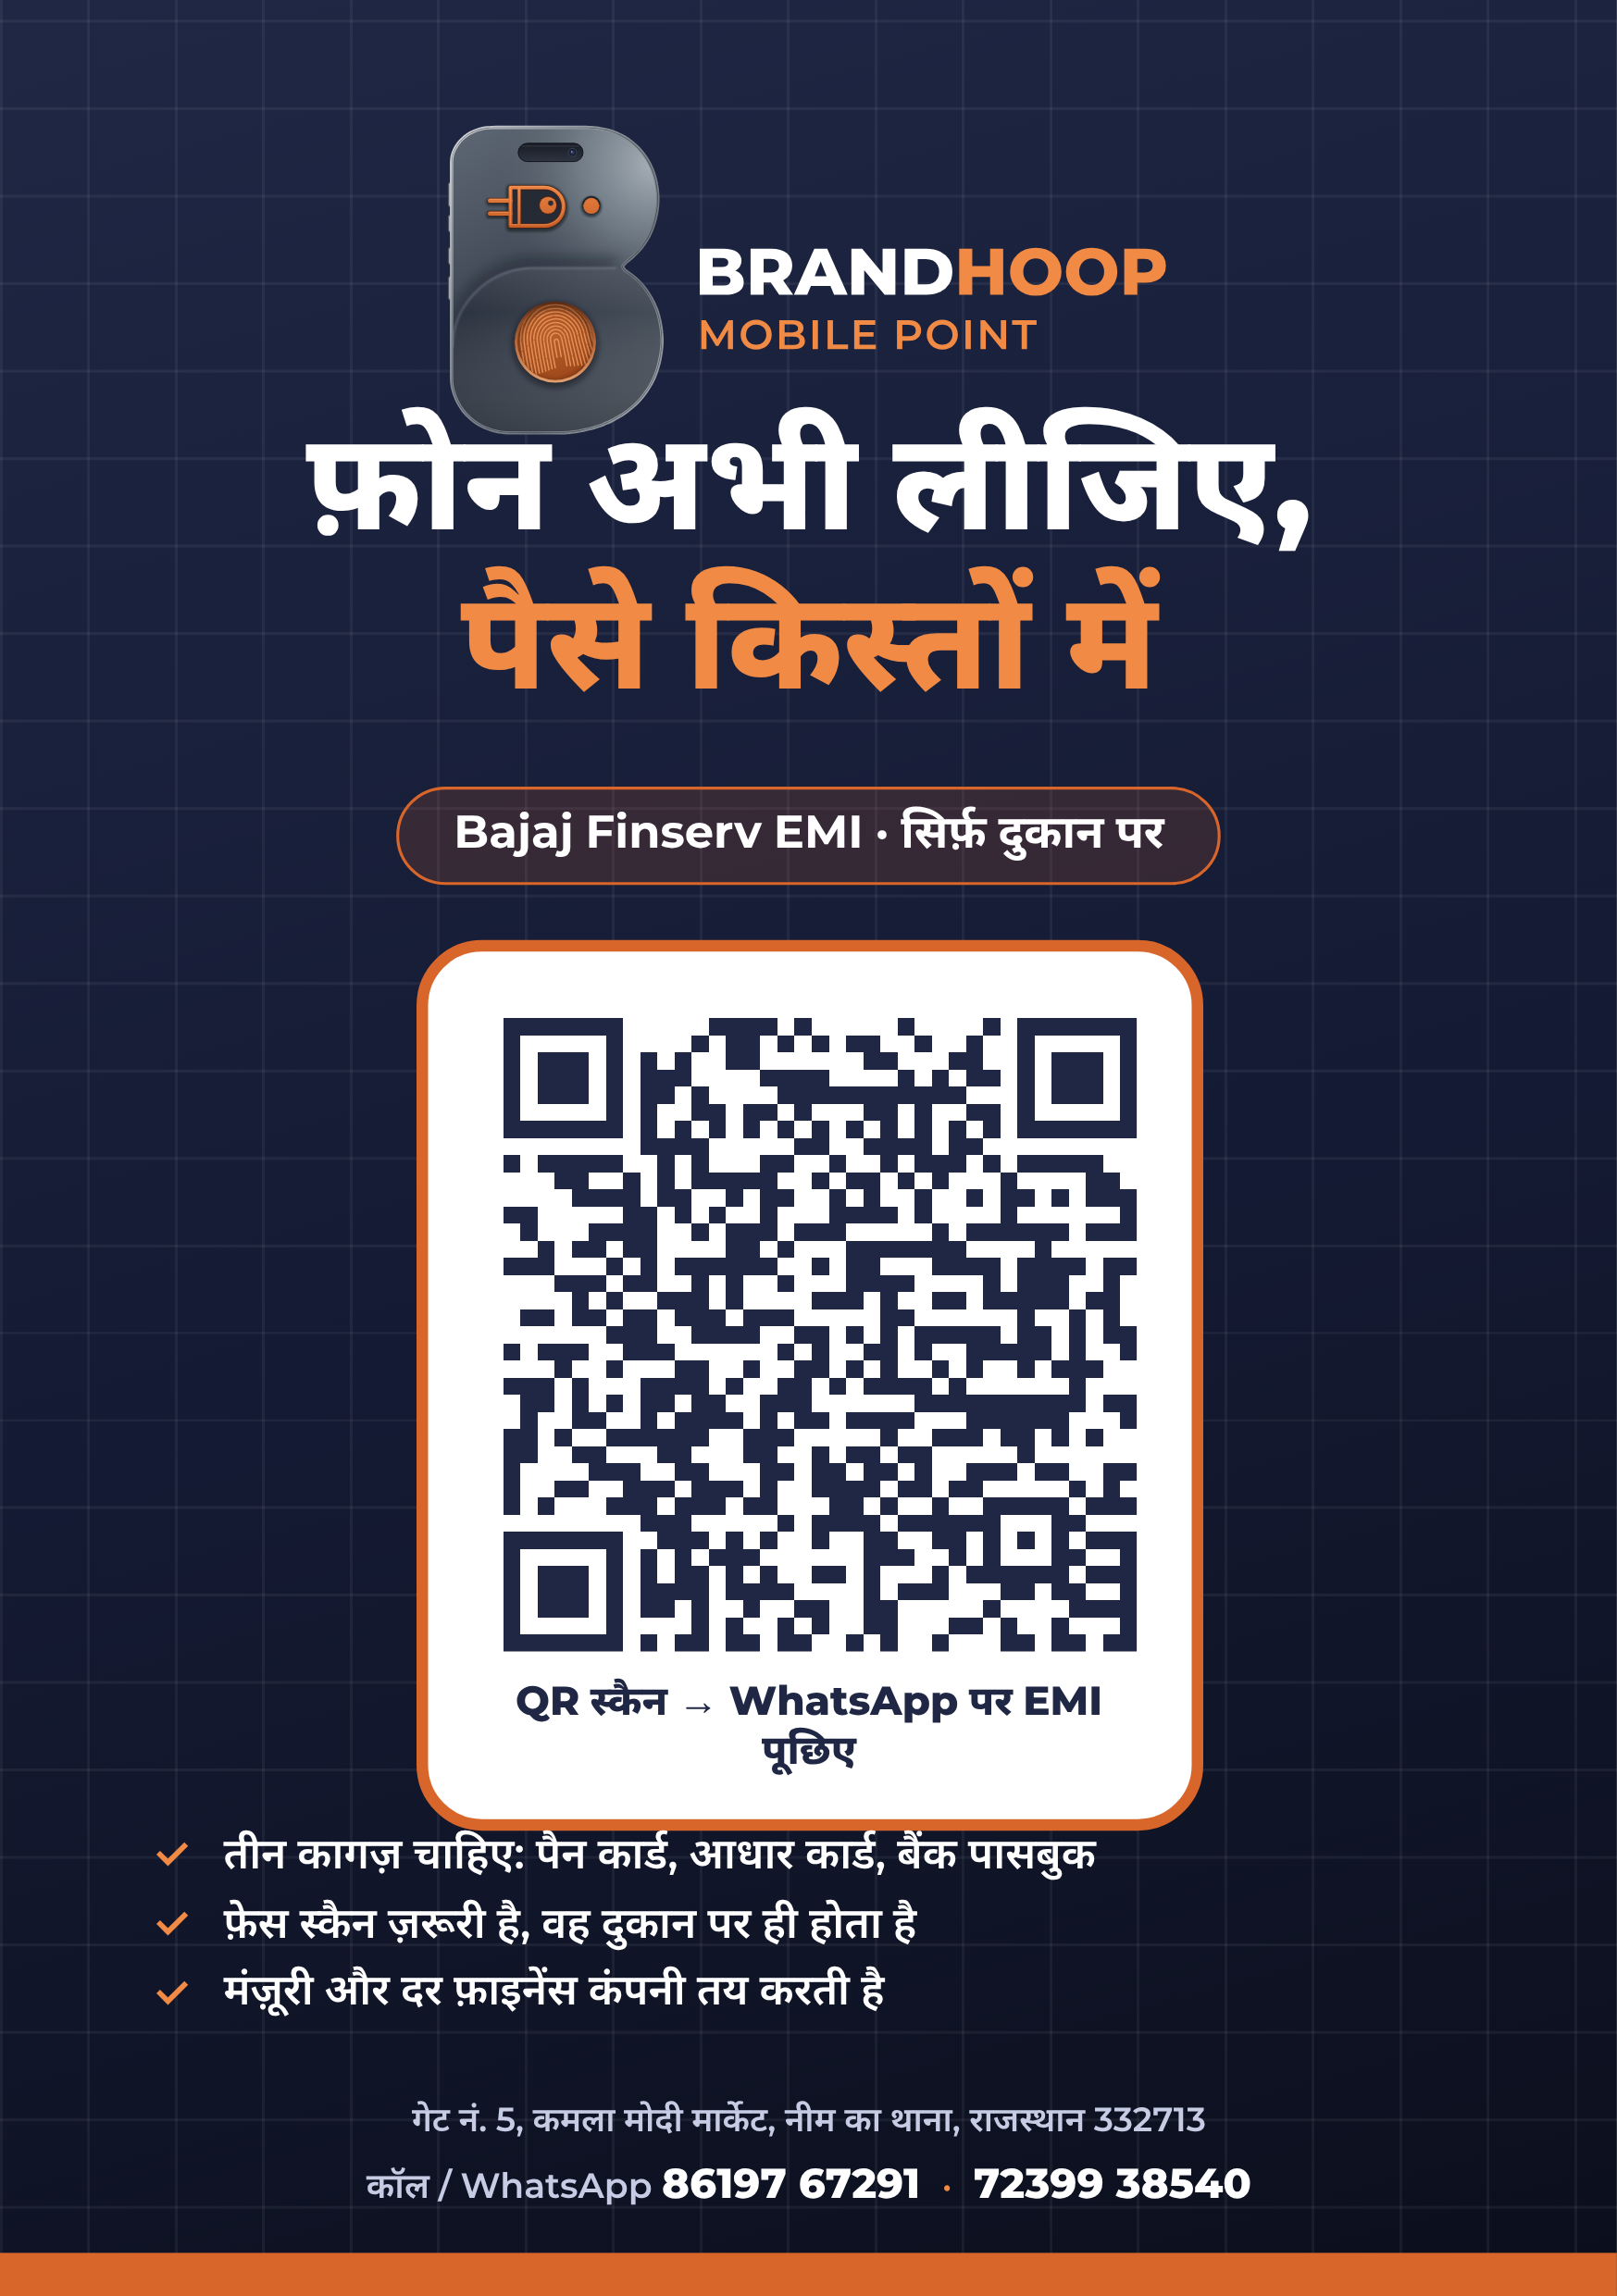 BRANDHOOP
MOBILE POINT
फ़ोन अभी लीजिए,
पैसे किस्तों में
Bajaj Finserv EMI · सिर्फ़ दुकान पर
QR स्कैन → WhatsApp पर EMI
पूछिए
तीन कागज़ चाहिए: पैन कार्ड, आधार कार्ड, बैंक पासबुक
फ़ेस स्कैन ज़रूरी है, वह दुकान पर ही होता है
मंज़ूरी और दर फ़ाइनेंस कंपनी तय करती है
गेट नं. 5, कमला मोदी मार्केट, नीम का थाना, राजस्थान 332713
कॉल / WhatsApp 86197 67291 · 72399 38540